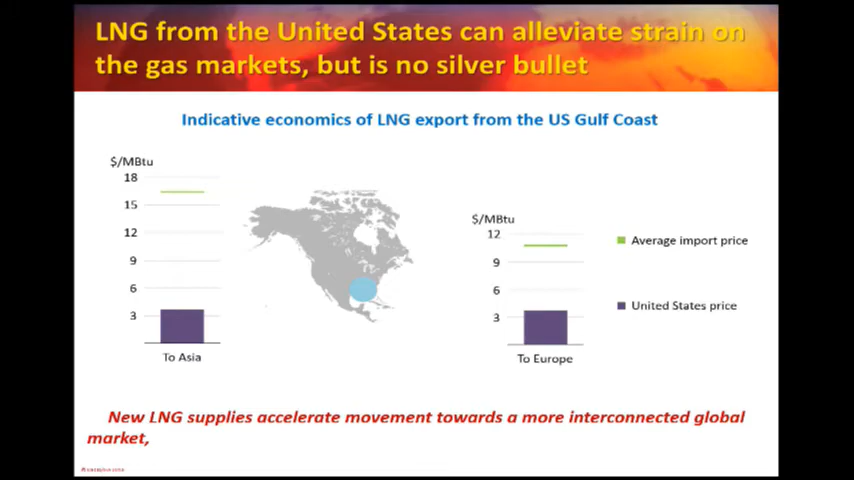 LNG from the United States can alleviate strain on
the gas markets, but is no silver bullet
Indicative economics of LNG export from the US Gulf Coast
$/MBtu
18
15
12
9
6
3
To Asia
$/MBtu
12
9
6
3
To Europe
Average import price
United States price
New LNG supplies accelerate movement towards a more interconnected global
market,